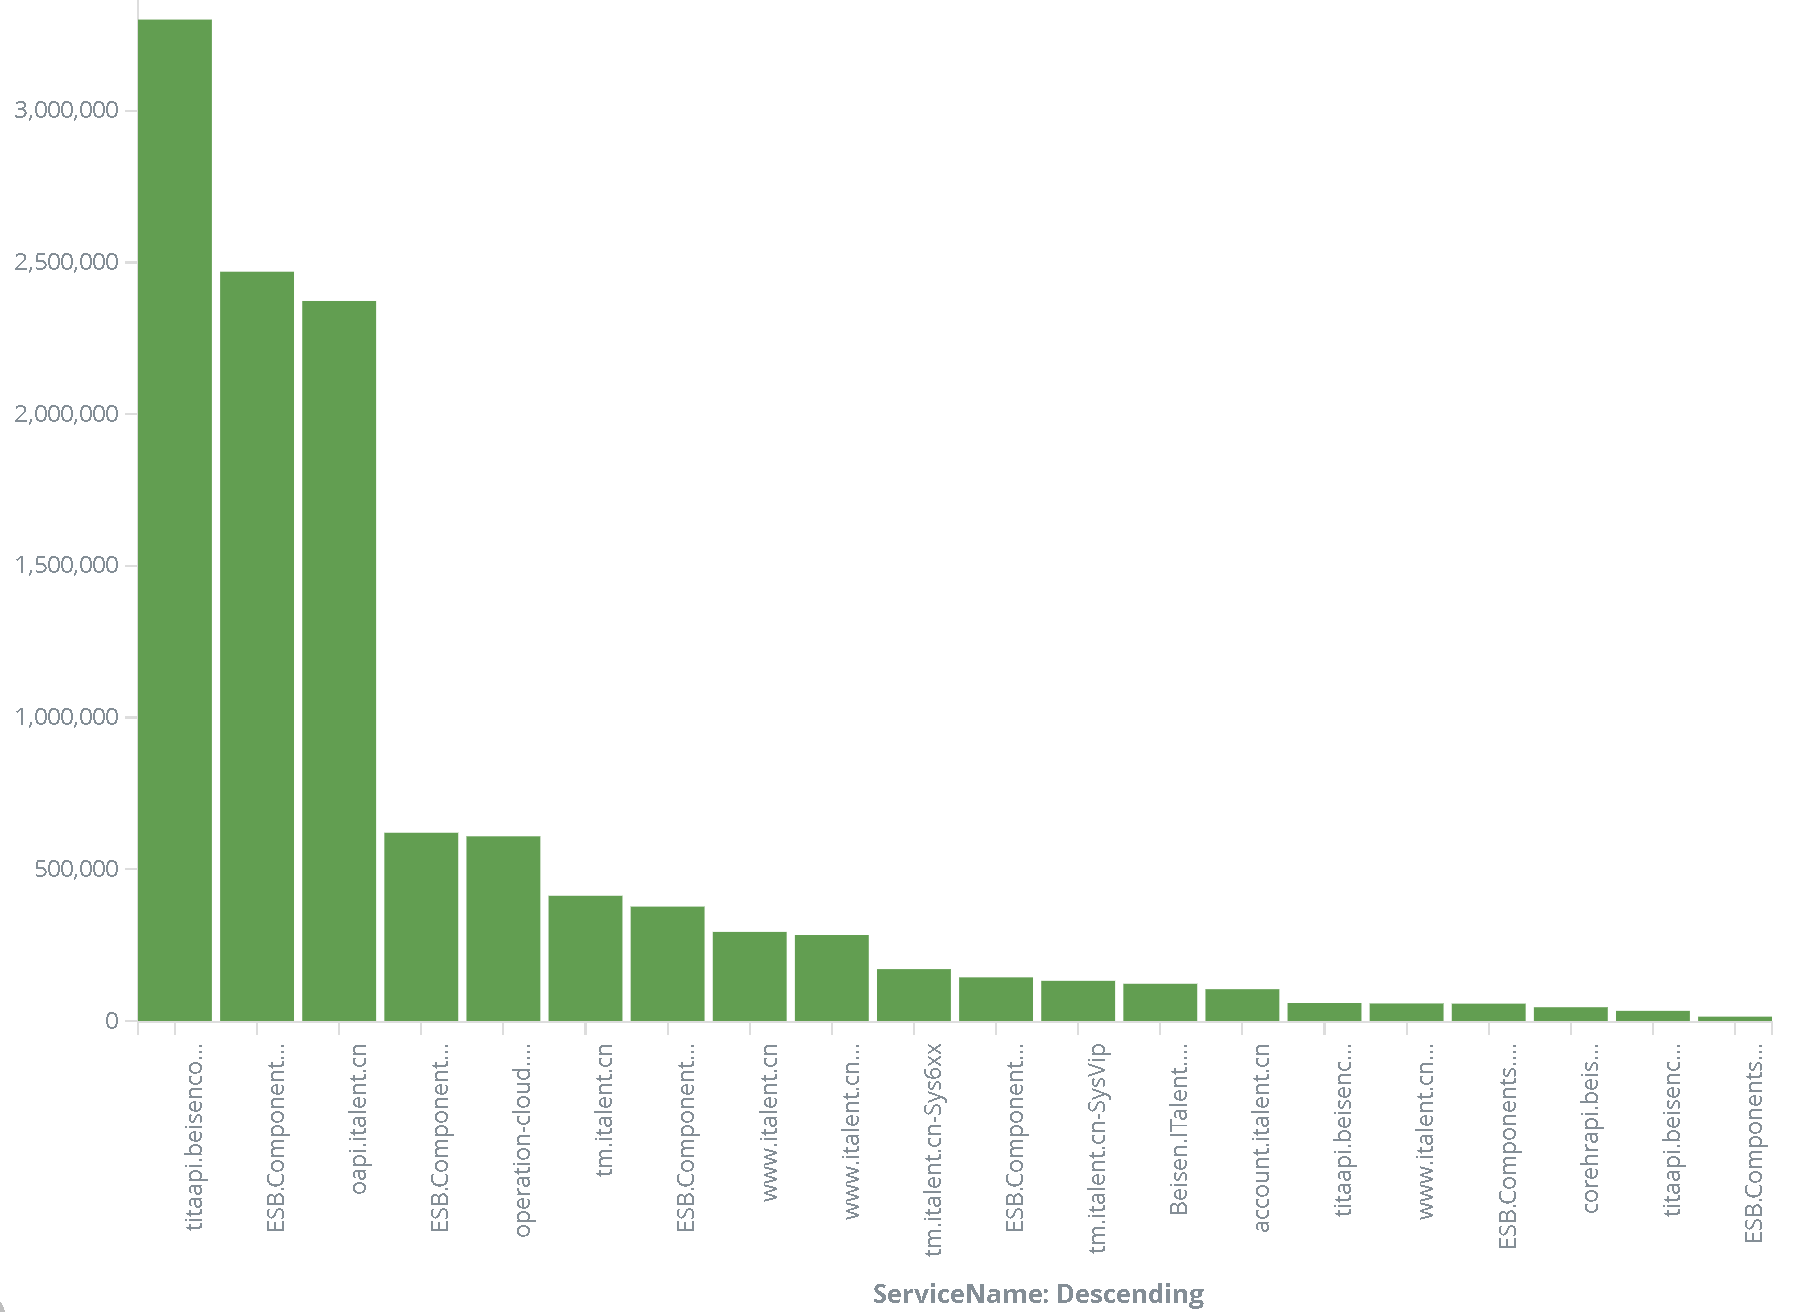 3,000,000
2,500,000
2,000,000
1,500,000
1,000,000
500,000
0
titaapi.beisenco...
ESB.Component...
oapi.italent.cn
ESB.Component...
operation-cloud....
tm.italent.cn
ESB.Component...
www.italent.cn
www.italent.cn...
tm.italent.cn-Sys6xx
ESB.Component...
tm.italent.cn-SysVip
Beisen.ITalent....
account.italent.cn
titaapi.beisenc...
www.italent.cn...
ESB.Components...
corehrapi.beis...
titaapi.beisenc...
ESB.Components...
ServiceName: Descending